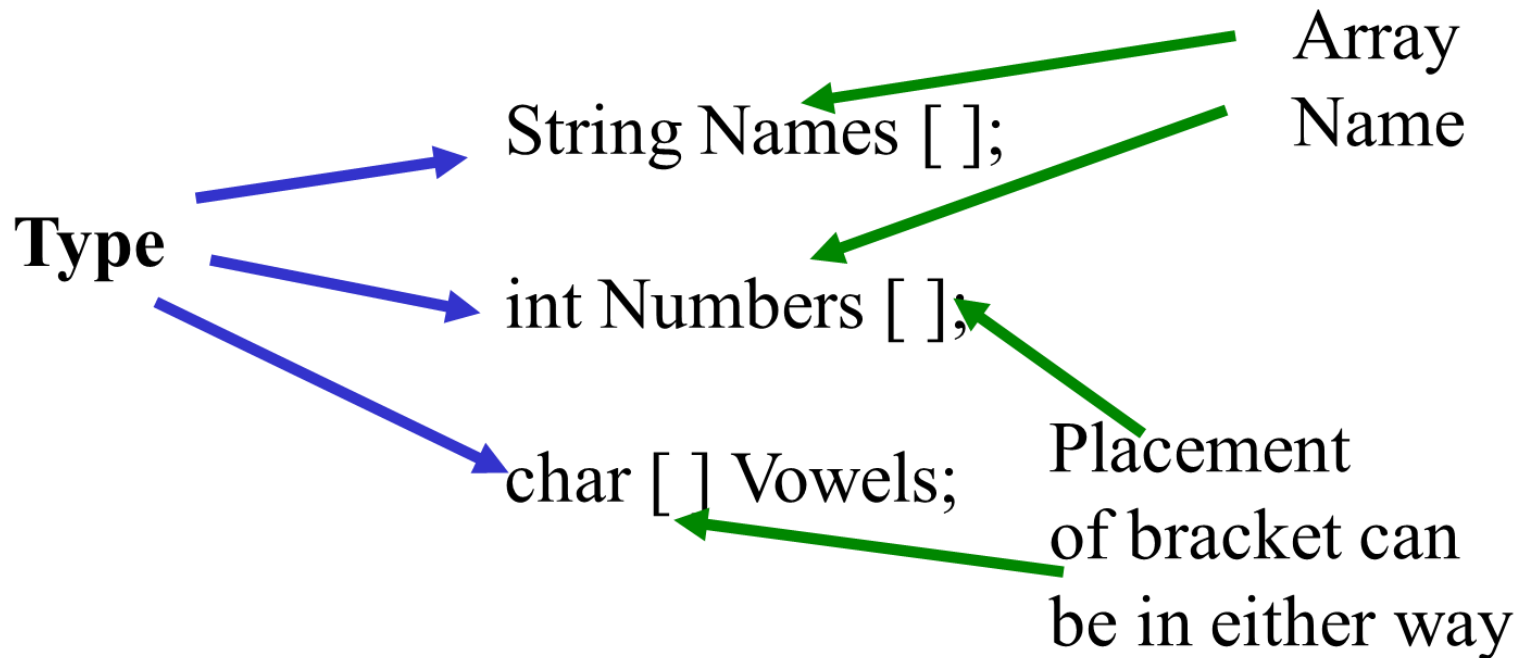 Array
Name
String Names [ ];
Type
int Numbers [ ];
char [ ] Vowels;
Placement
of bracket can
be in either way